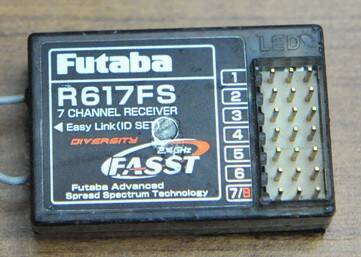 LED
Futaba
R617FS
7 CHANNEL RECEIVER
Easy Link(ID SET)
DIVERSITY
2.4GHz
FASST
Futaba Advanced
Spread Spectrum Technology
1
2
3
4
5
6
7/B